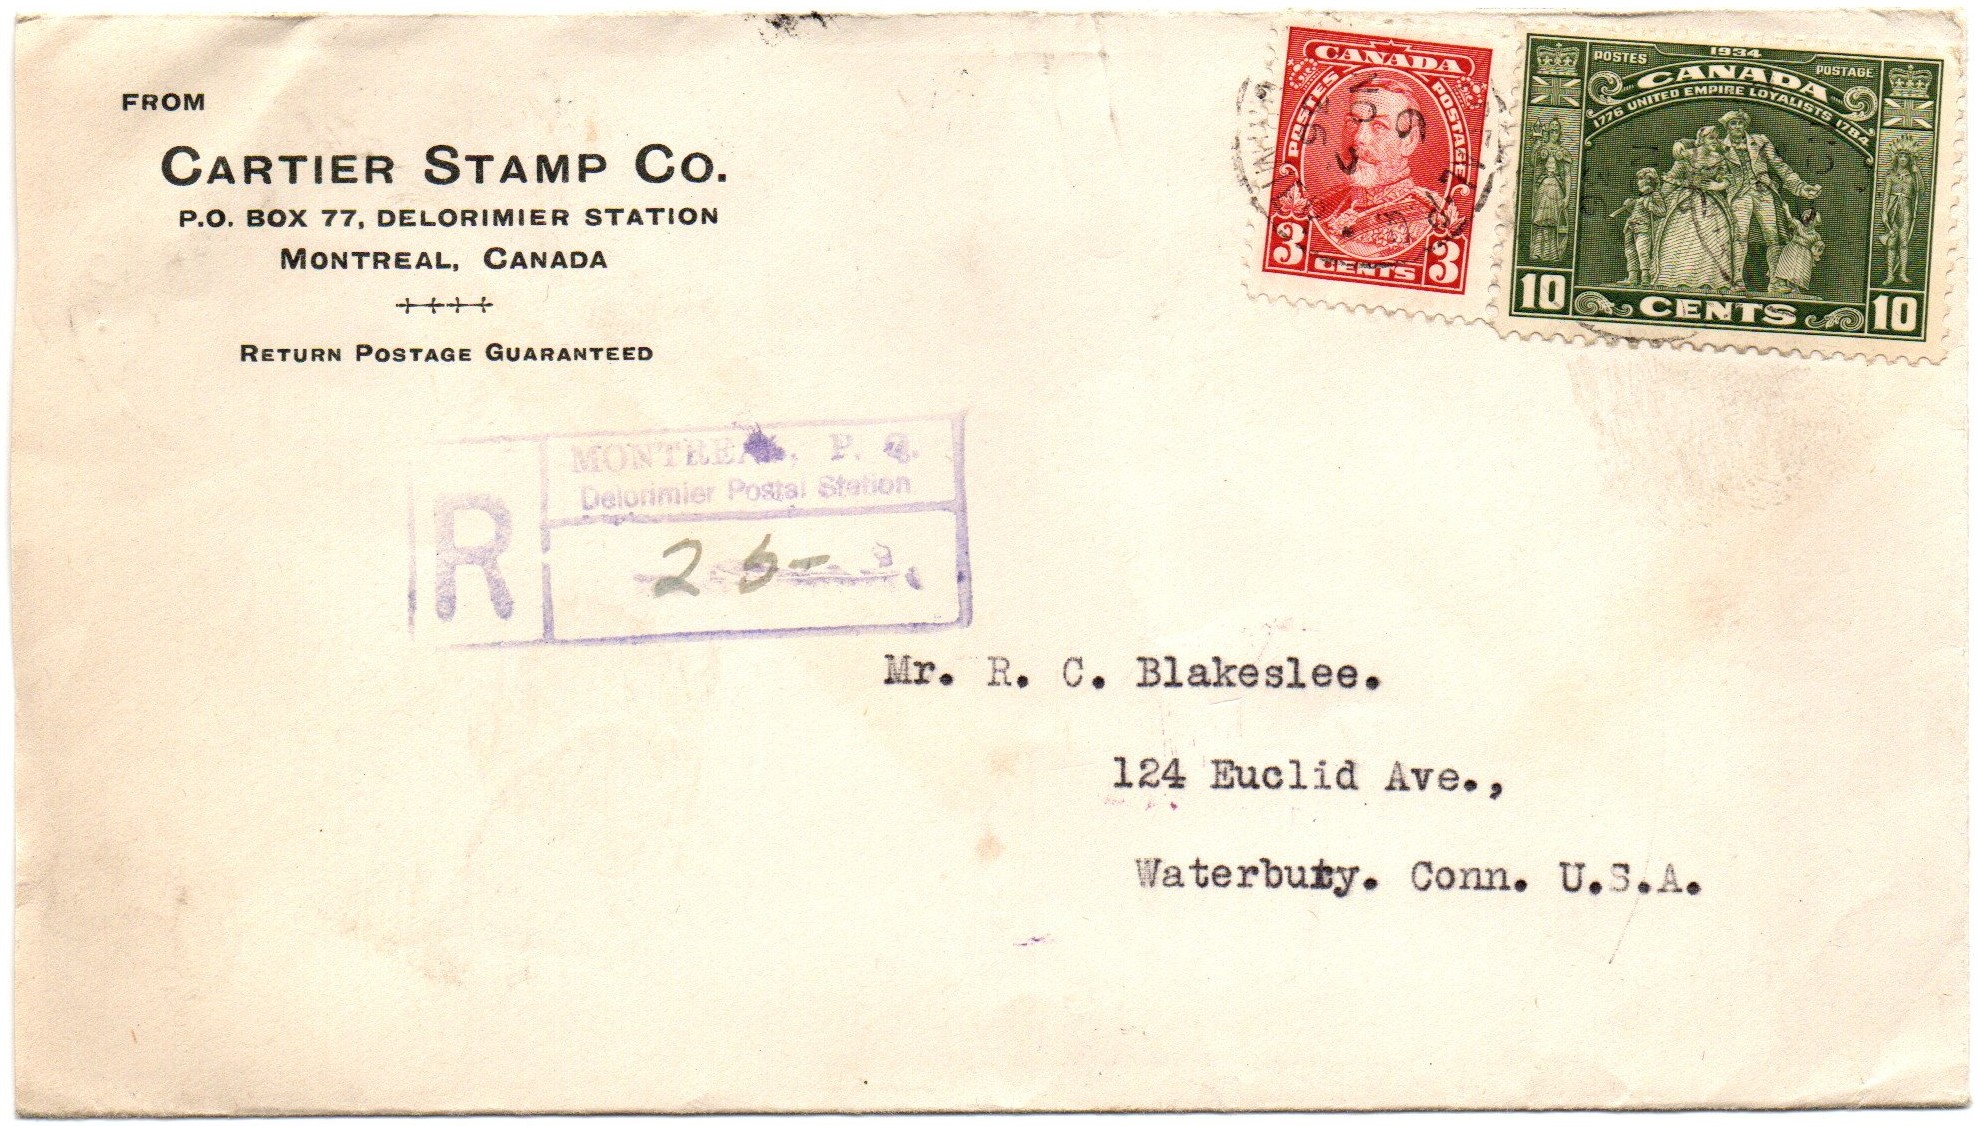 FROM
CARTIER STAMP CO.
P.O. BOX 77, DELORIMIER STATION
MONTREAL, CANADA
RETURN POSTAGE GUARANTEED
CANADA
POSTES POSTAGE
3 CENTS 3
1934
POSTES POSTAGE
CANADA
1776 UNITED EMPIRE LOYALISTS 1784
10 CENTS 10
MONTREAL, P. Q.
Delorimier Postal Station
R
Mr. R. C. Blakeslee.
124 Euclid Ave.,
Waterbury. Conn. U.S.A.